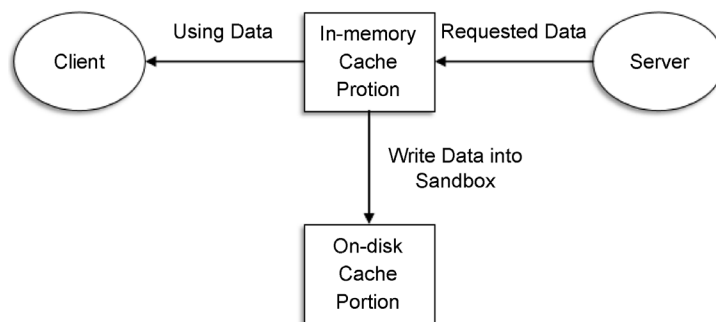 Using Data
In-memory
Requested Data
Client
Cache
Server
Protion
Write Data into
Sandbox
On-disk
Cache
Portion